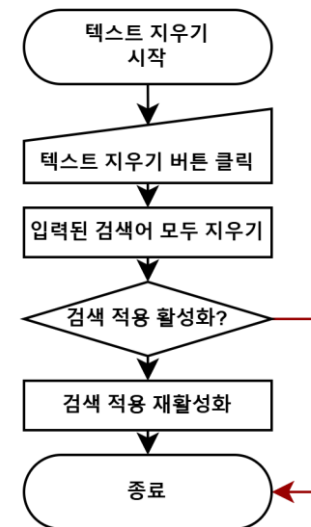 텍스트 지우기
시작
텍스트 지우기 버튼 클릭
입력된 검색어 모두 지우기
검색 적용 활성화?
검색 적용 재활성화
종료